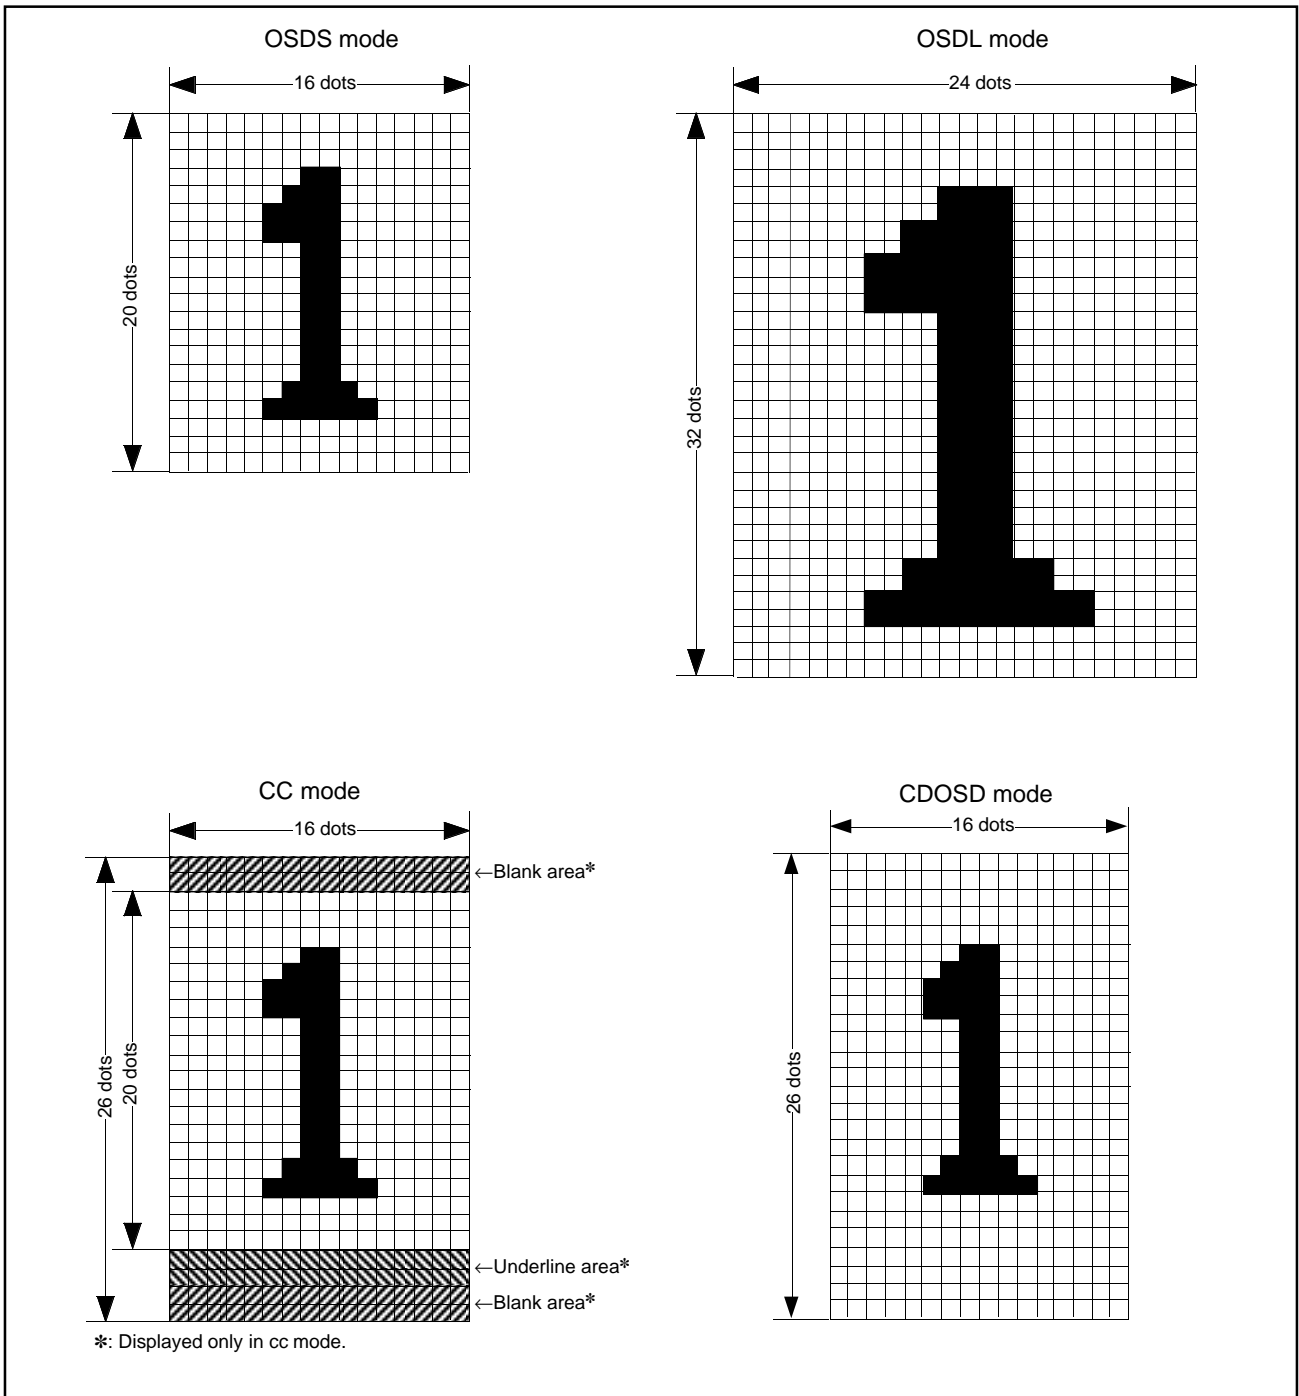 OSDS mode
16 dots
20 dots
OSDL mode
24 dots
32 dots
CC mode
16 dots
←Blank area*
26 dots
20 dots
←Underline area*
←Blank area*
*: Displayed only in cc mode.
CDOSD mode
16 dots
26 dots